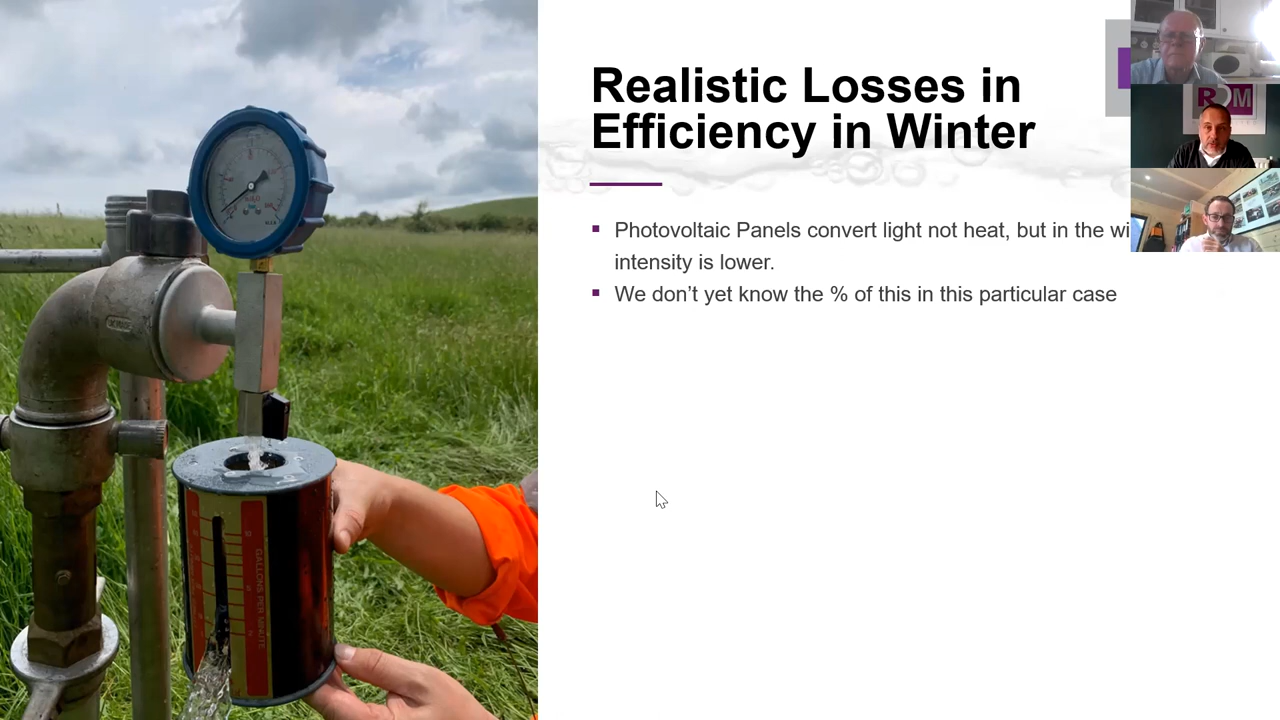 Realistic Losses in
Efficiency in Winter
▪ Photovoltaic Panels convert light not heat, but in the wi
intensity is lower.
▪ We don’t yet know the % of this in this particular case
RDM
GALLONS PER MINUTE